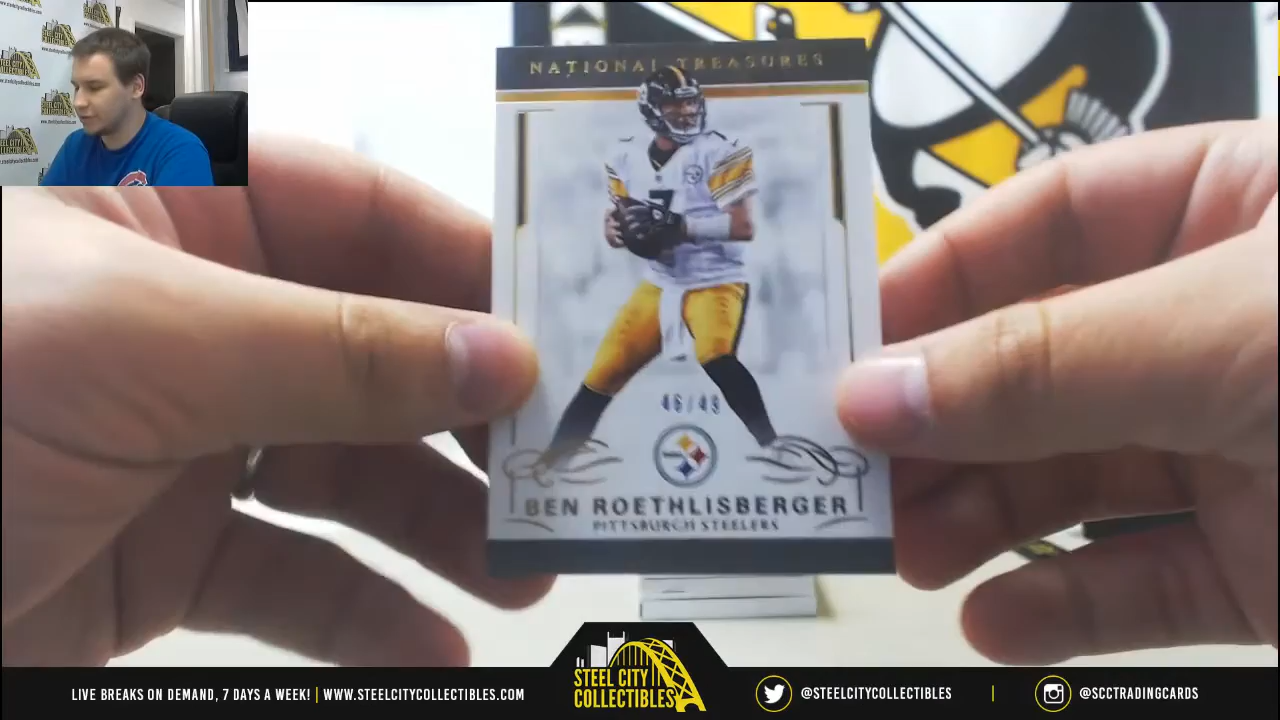 NATIONAL TREASURES
7
46/49
BEN ROETHLISBERGER
PITTSBURGH STEELERS
STEEL CITY
COLLECTIBLES
LIVE BREAKS ON DEMAND, 7 DAYS A WEEK! | WWW.STEELCITYCOLLECTIBLES.COM
@STEELCITYCOLLECTIBLES | @SCCTRADINGCARDS